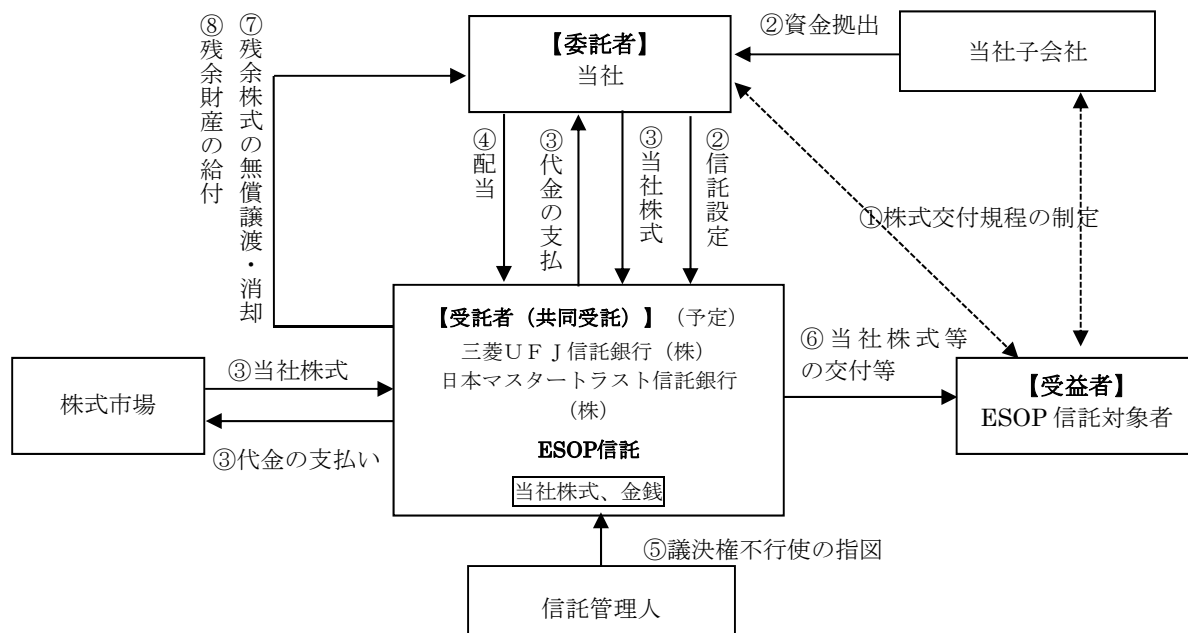 ⑧残余財産の給付
⑦残余株式の無償譲渡・消却
【委託者】
当社
②資金拠出
当社子会社
④配当
③代金の支払
③当社株式
②信託設定
①株式交付規程の制定
【受託者（共同受託）】（予定）
三菱ＵＦＪ信託銀行（株）
日本マスタートラスト信託銀行
（株）
ESOP信託
当社株式、金銭
株式市場
③当社株式
③代金の支払い
⑥当社株式等
の交付等
【受益者】
ESOP 信託対象者
⑤議決権不行使の指図
信託管理人